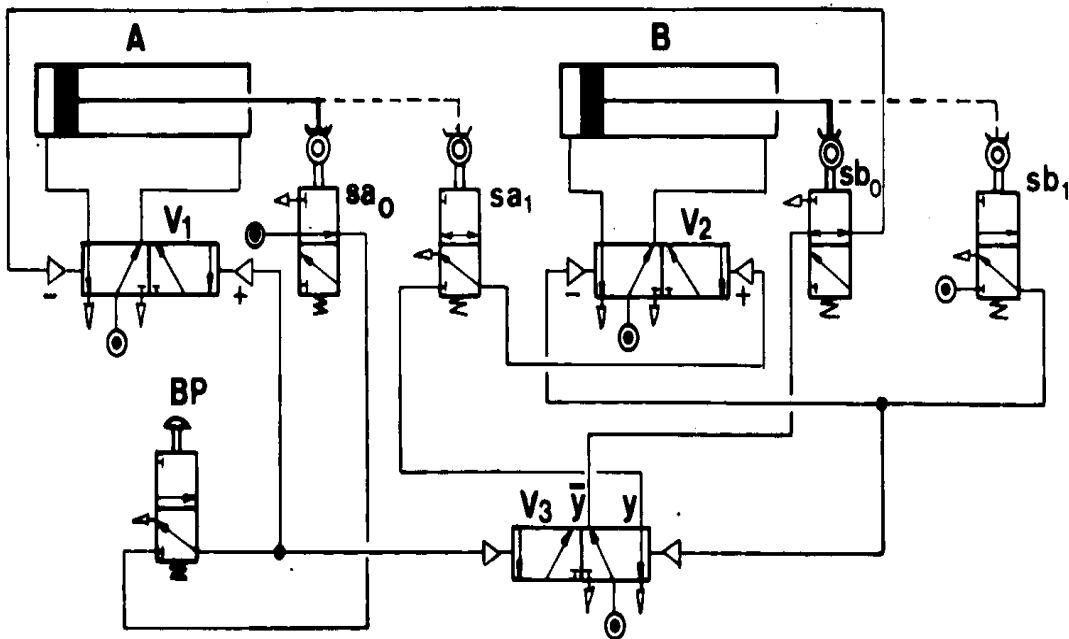 A
B
sa₀
sa₁
sb₀
sb₁
V₁
V₂
-
+
-
+
BP
V₃
ȳ
y